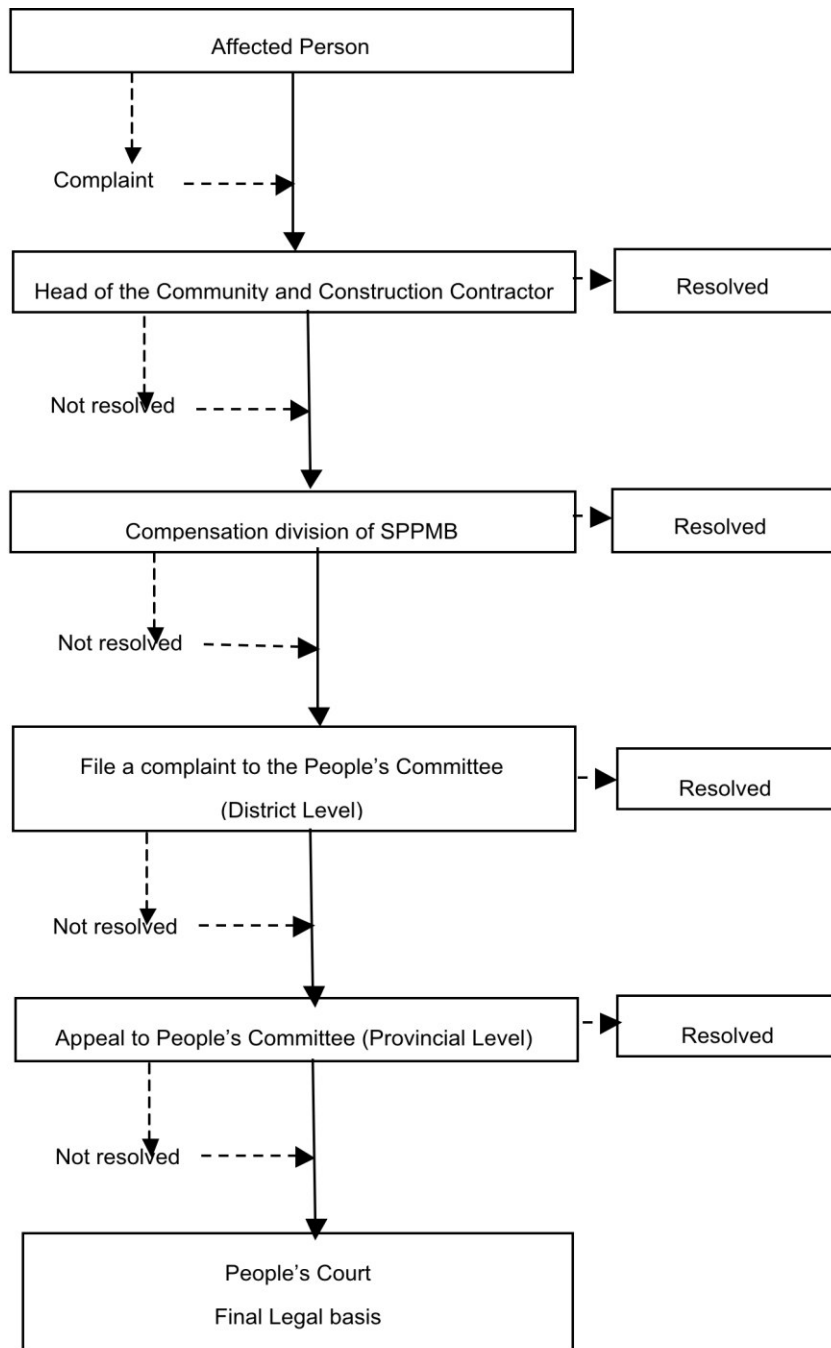 Affected Person
Complaint
Head of the Community and Construction Contractor
Resolved
Not resolved
Compensation division of SPPMB
Resolved
Not resolved
File a complaint to the People’s Committee
(District Level)
Resolved
Not resolved
Appeal to People’s Committee (Provincial Level)
Resolved
Not resolved
People’s Court
Final Legal basis